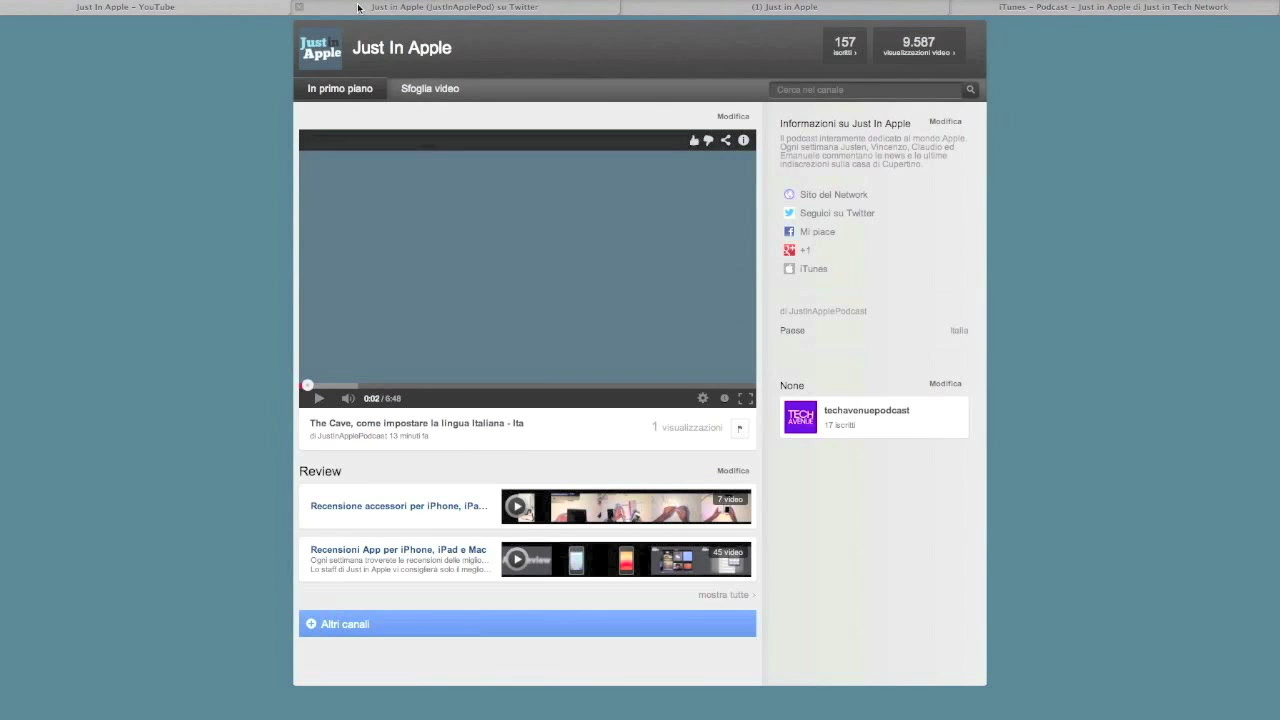 Just In Apple – YouTube
Just in Apple (JustInApplePod) su Twitter
(1) Just in Apple
iTunes – Podcast – Just in Apple di Just in Tech Network
Just in
Apple
Just In Apple
157
iscritti ›
9.587
visualizzazioni video ›
In primo piano
Sfoglia video
Cerca nel canale
Modifica
Informazioni su Just In Apple
Modifica
Il podcast interamente dedicato al mondo Apple.
Ogni settimana Justen, Vincenzo, Claudio ed
Emanuele commentano le news e le ultime
indiscrezioni sulla casa di Cupertino.
Sito del Network
Seguici su Twitter
Mi piace
+1
iTunes
di JustinApplePodcast
Paese
Italia
0:02 / 6:48
The Cave, come impostare la lingua Italiana - Ita
di JustinApplePodcast 13 minuti fa
1 visualizzazioni
None
Modifica
TECH
AVENUE
techavenuepodcast
17 iscritti
Review
Modifica
Recensione accessori per iPhone, iPa...
7 video
Recensioni App per iPhone, iPad e Mac
Ogni settimana troverete le recensioni delle miglio...
Lo staff di Just in Apple vi consiglierà solo il meglio...
45 video
mostra tutte ›
Altri canali